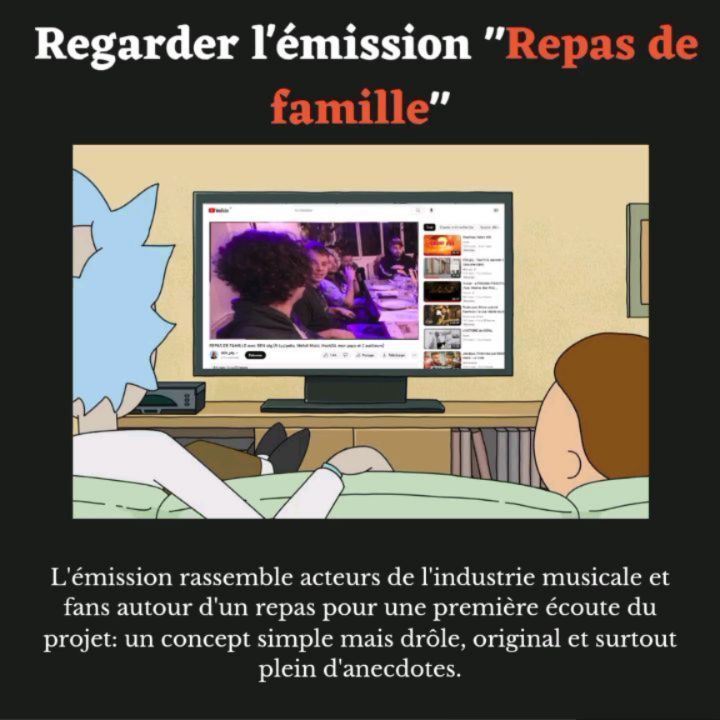 Regarder l'émission "Repas de
famille"
YouTube
L'émission rassemble acteurs de l'industrie musicale et
fans autour d'un repas pour une première écoute du
projet: un concept simple mais drôle, original et surtout
plein d'anecdotes.